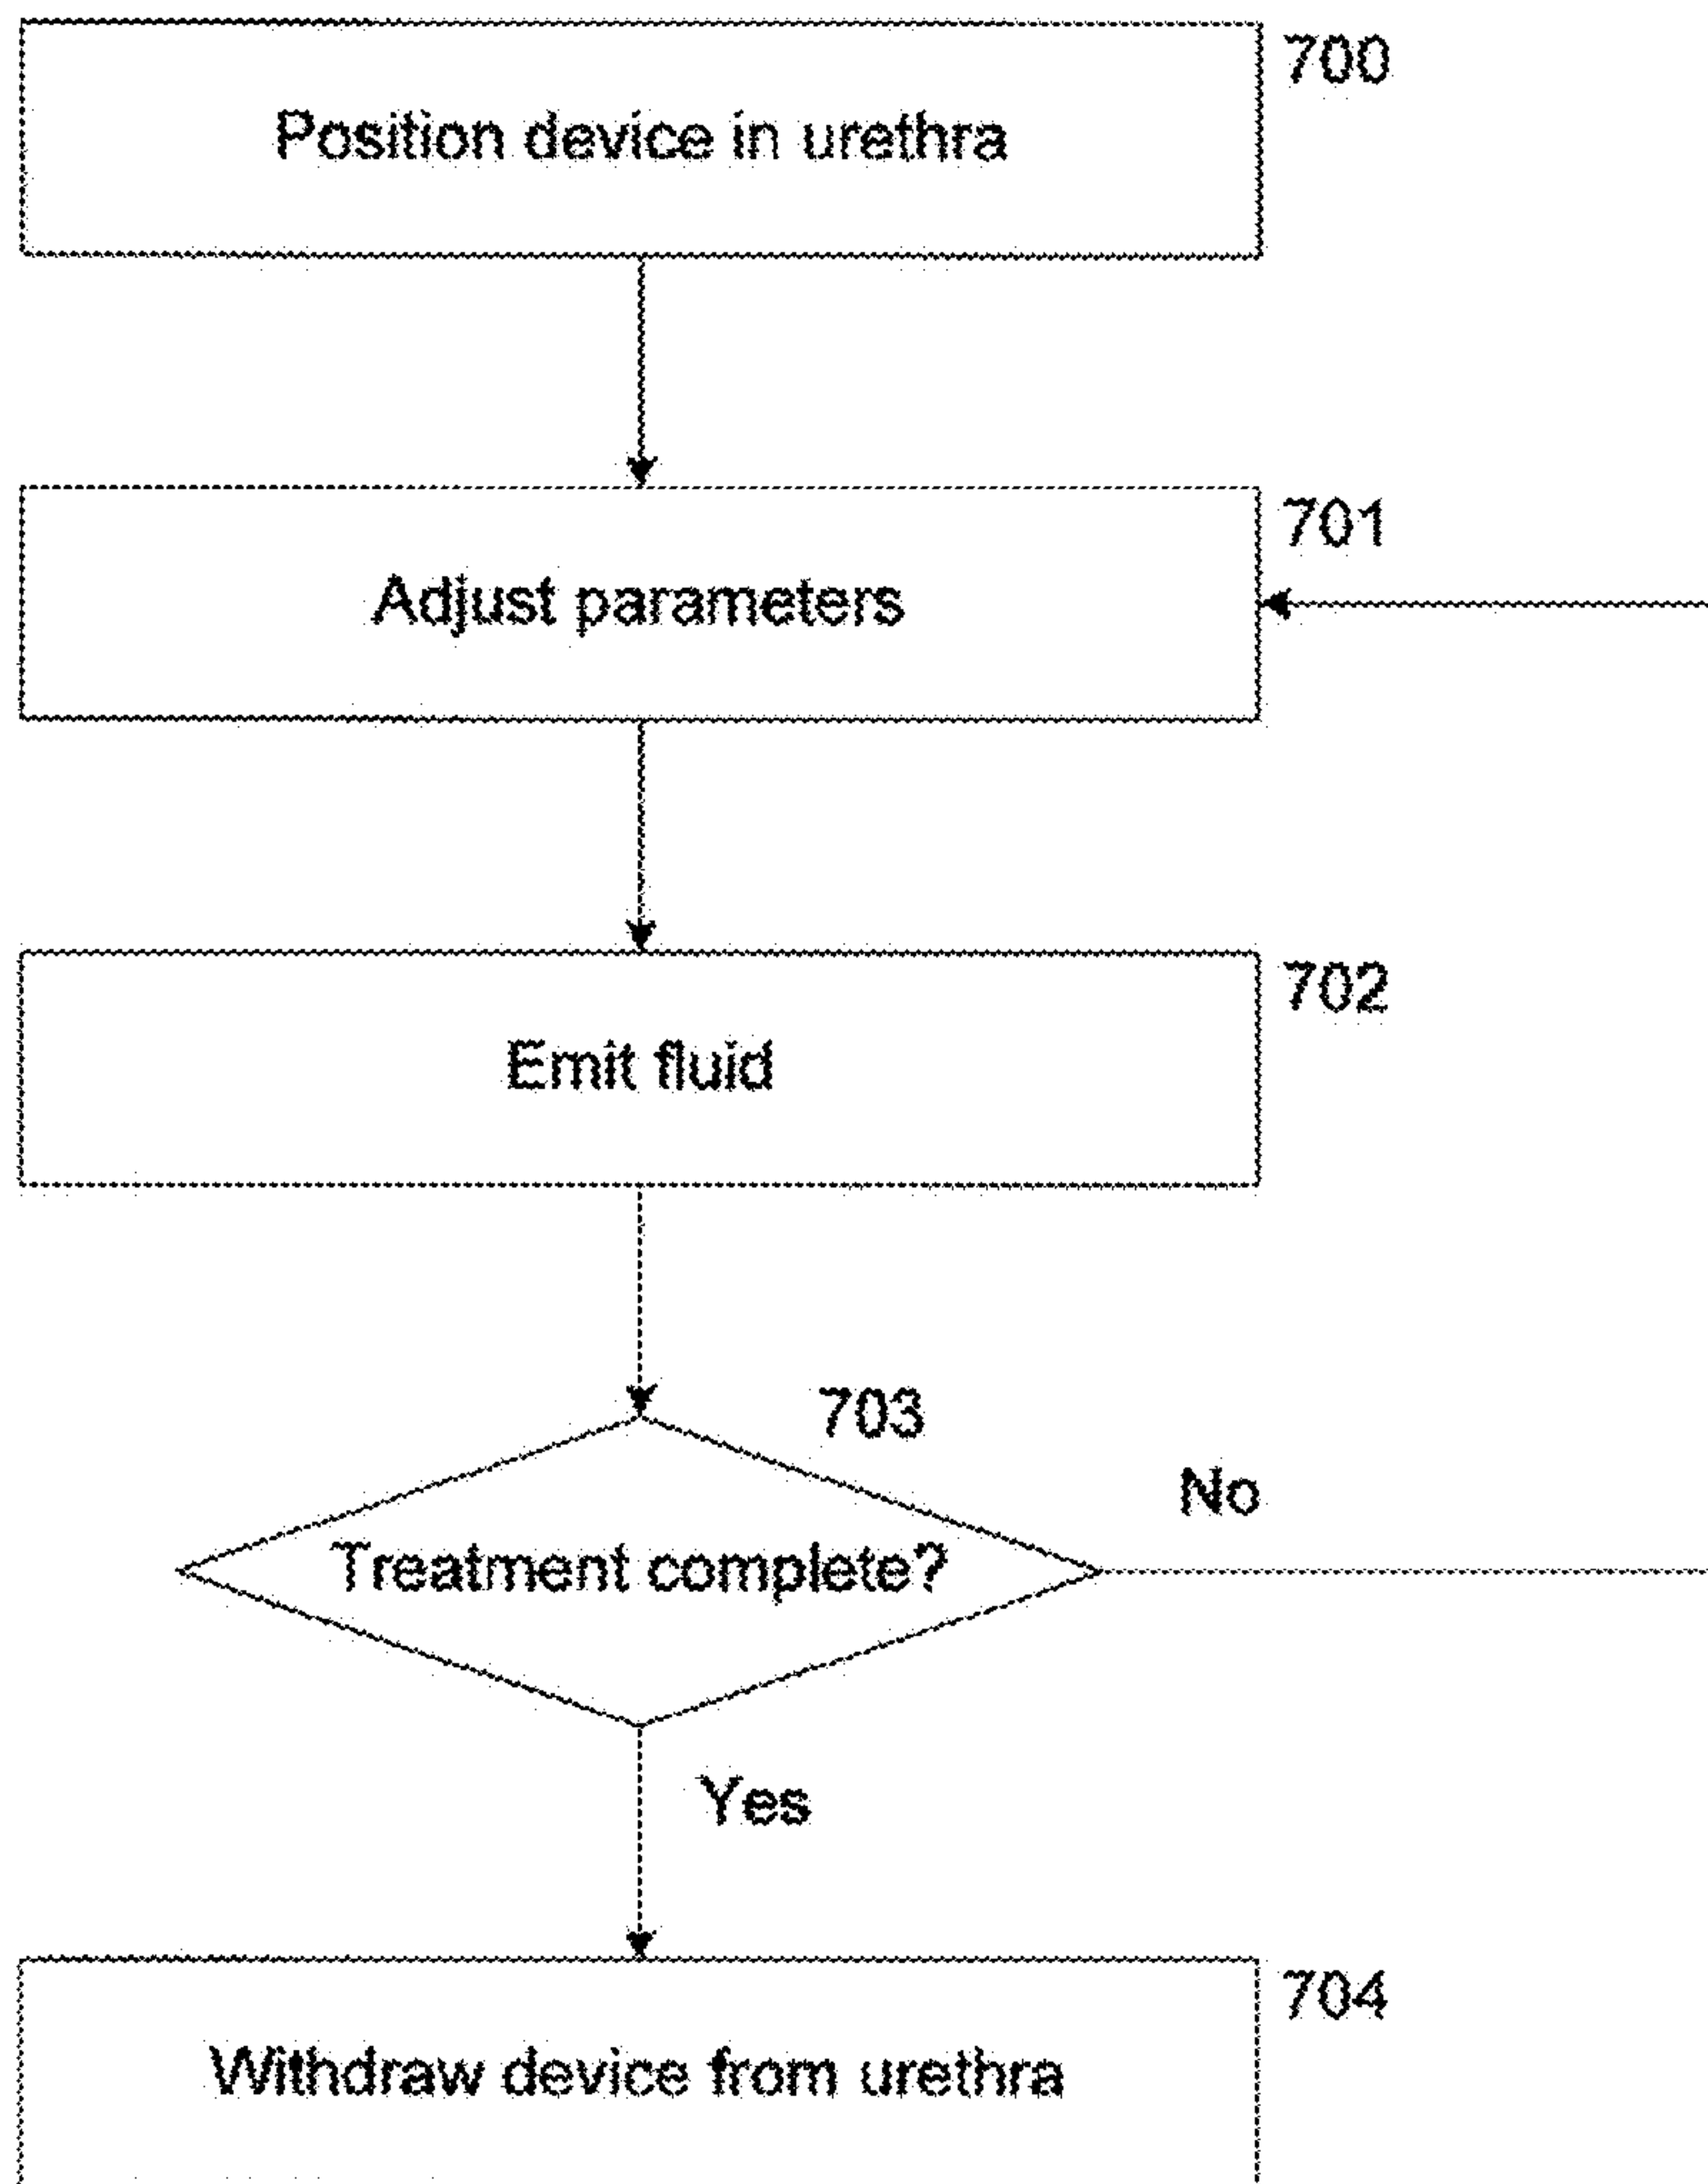 700
Position device in urethra
701
Adjust parameters
702
Emit fluid
703
No
Treatment complete?
Yes
704
Withdraw device from urethra